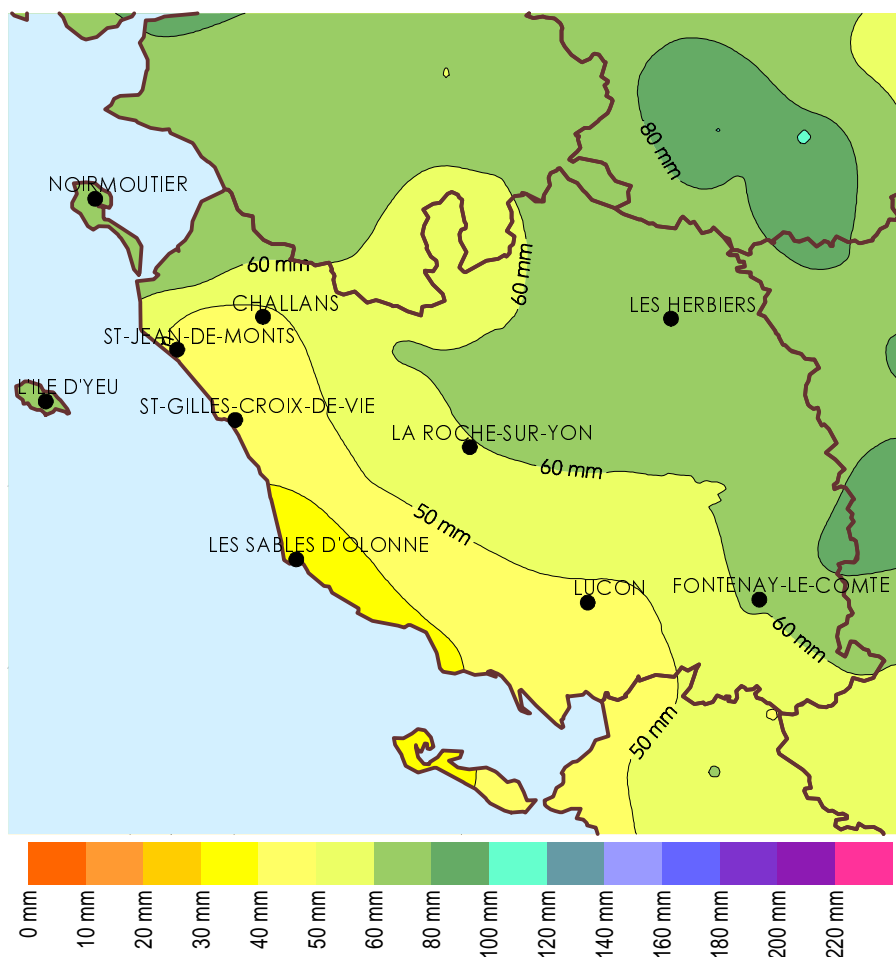 80 mm
NOIRMOUTIER
60 mm
60 mm
CHALLANS
LES HERBIERS
ST-JEAN-DE-MONTS
L'ILE D'YEU
ST-GILLES-CROIX-DE-VIE
LA ROCHE-SUR-YON
60 mm
50 mm
LES SABLES D'OLONNE
LUCON
FONTENAY-LE-COMTE
60 mm
50 mm
0 mm
10 mm
20 mm
30 mm
40 mm
50 mm
60 mm
80 mm
100 mm
120 mm
140 mm
160 mm
180 mm
200 mm
220 mm